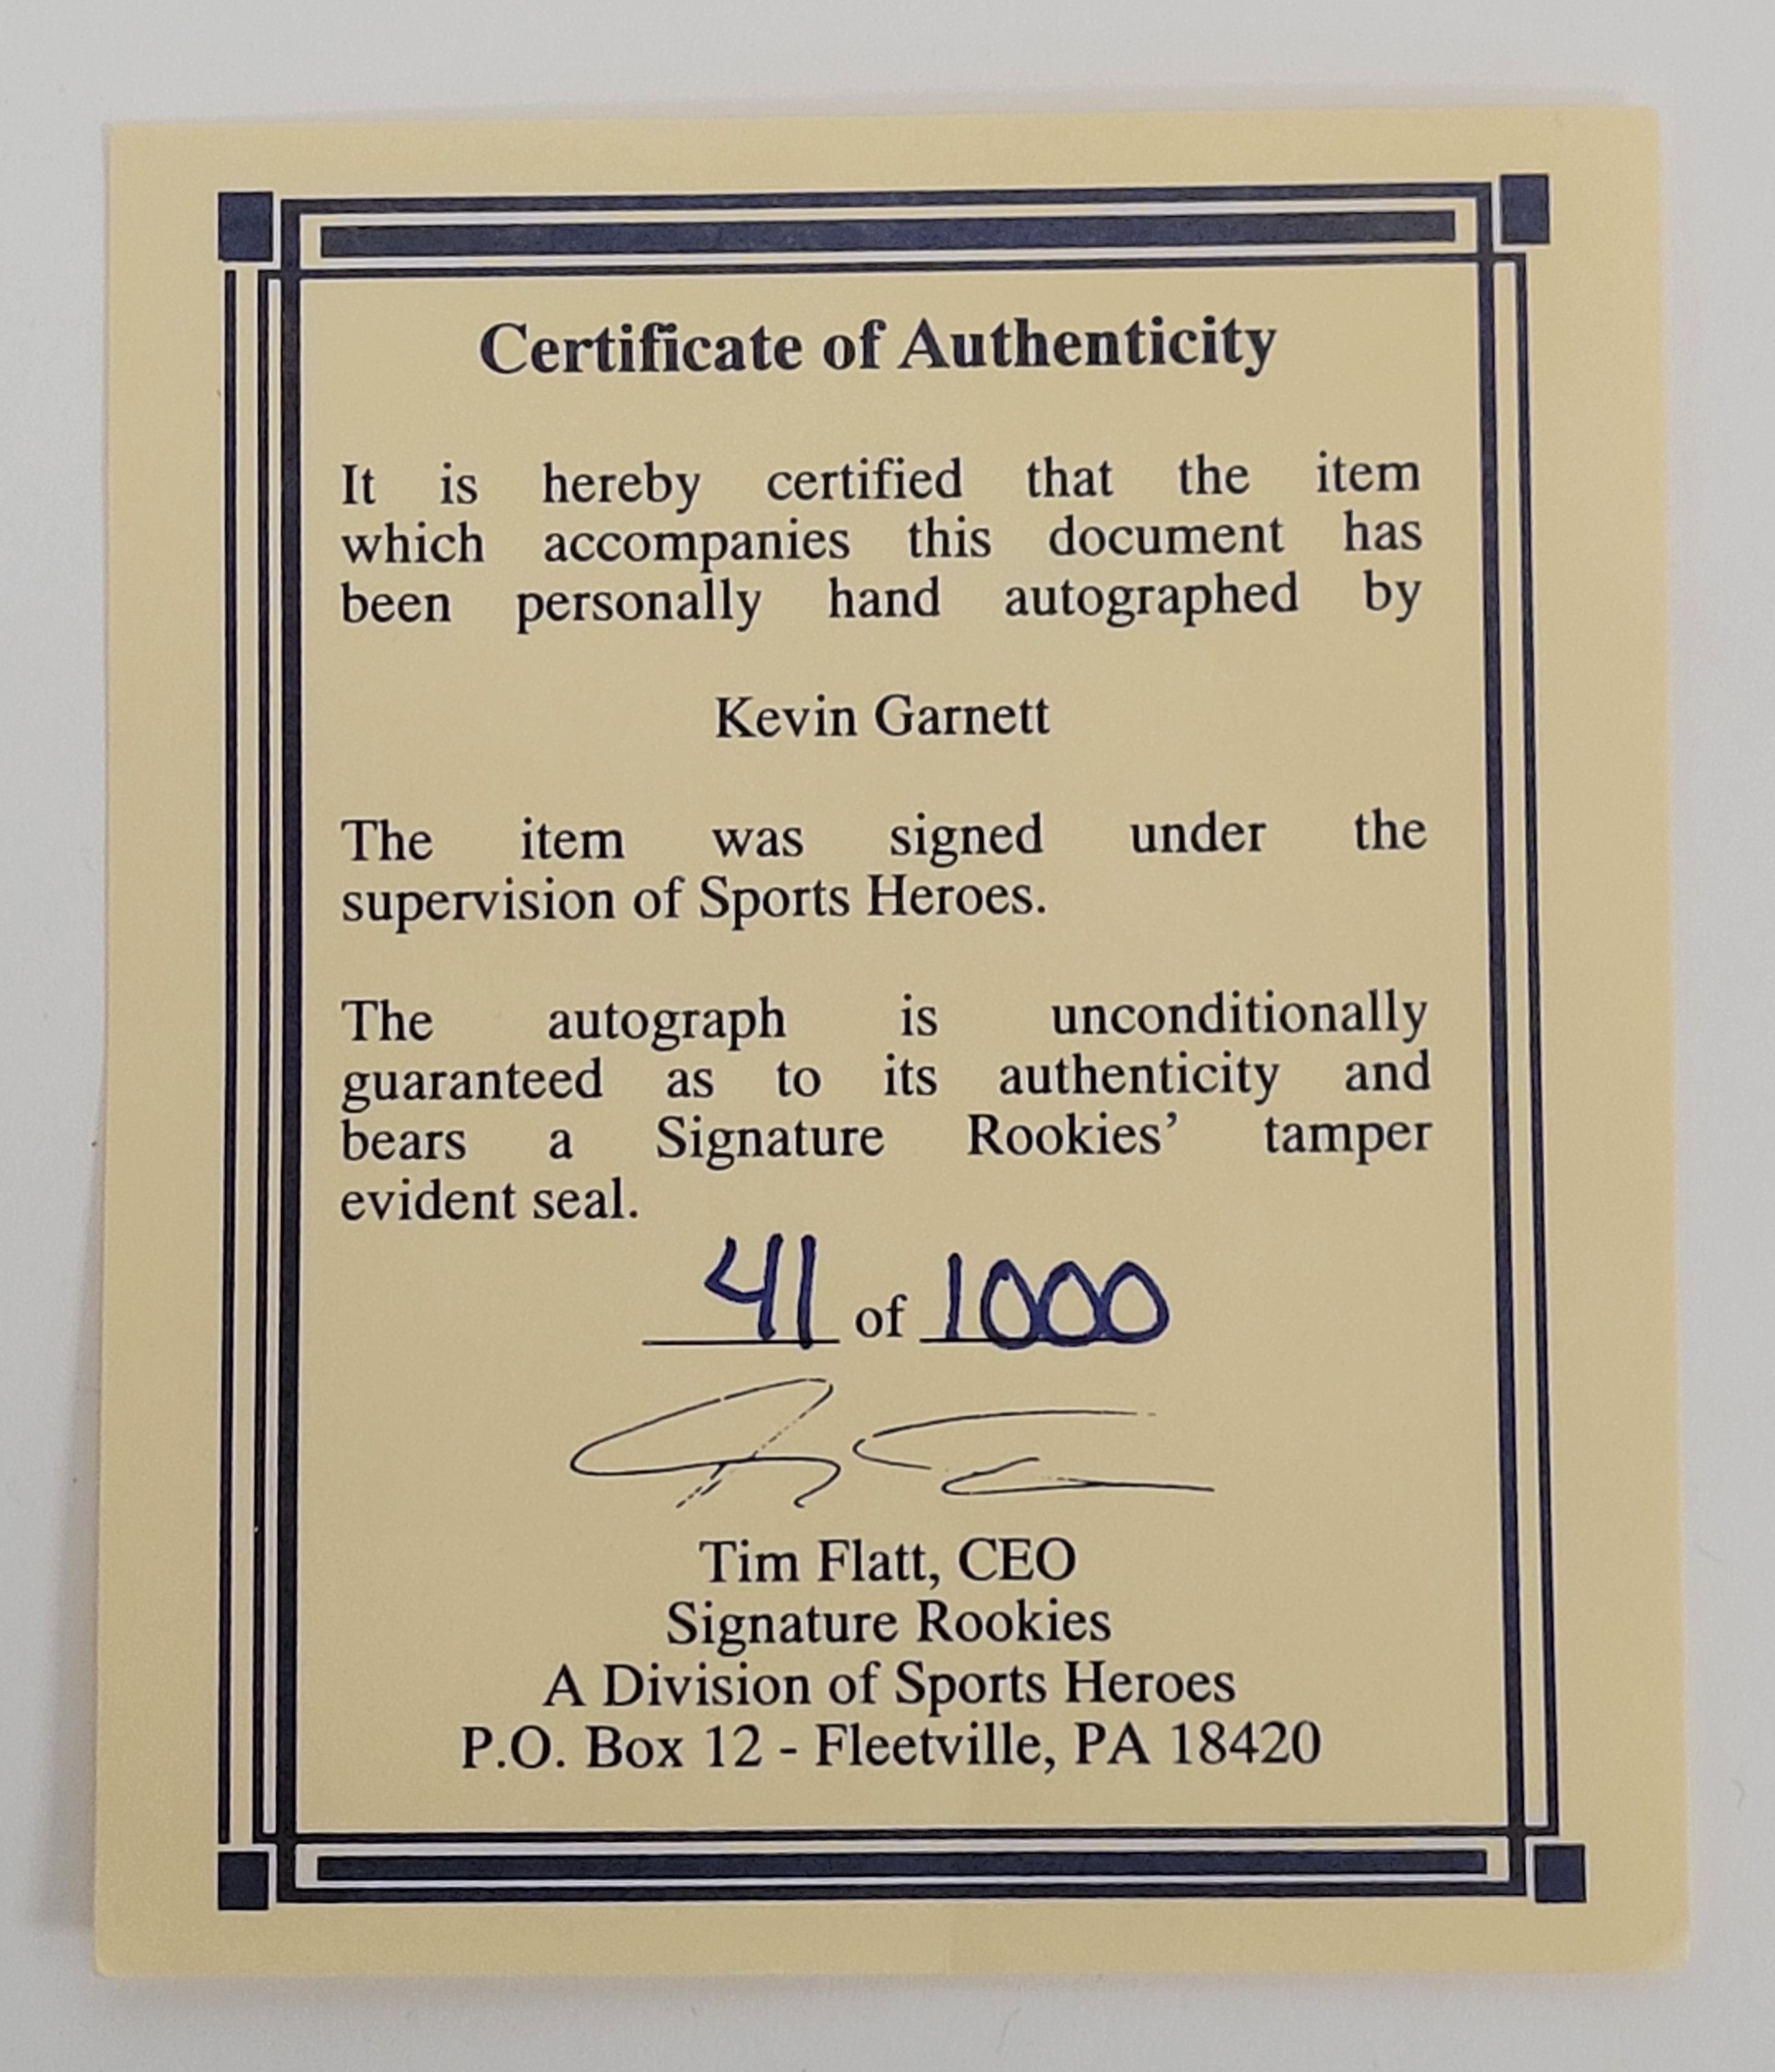 Certificate of Authenticity
It is hereby certified that the item
which accompanies this document has
been personally hand autographed by
Kevin Garnett
The item was signed under the
supervision of Sports Heroes.
The autograph is unconditionally
guaranteed as to its authenticity and
bears a Signature Rookies’ tamper
evident seal.
41 of 1000
Tim Flatt, CEO
Signature Rookies
A Division of Sports Heroes
P.O. Box 12 - Fleetville, PA 18420